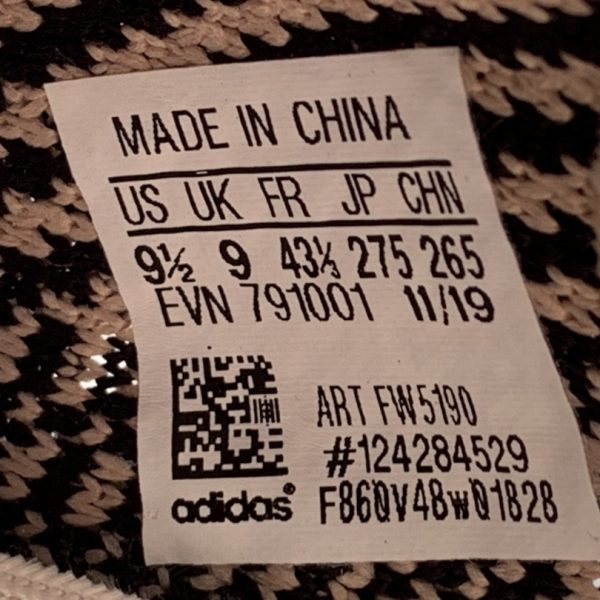 MADE IN CHINA
US UK FR JP CHN
9½ 9 43⅓ 275 265
EVN 791001 11/19
ART FW5190
#124284529
adidas® F860V48W01828